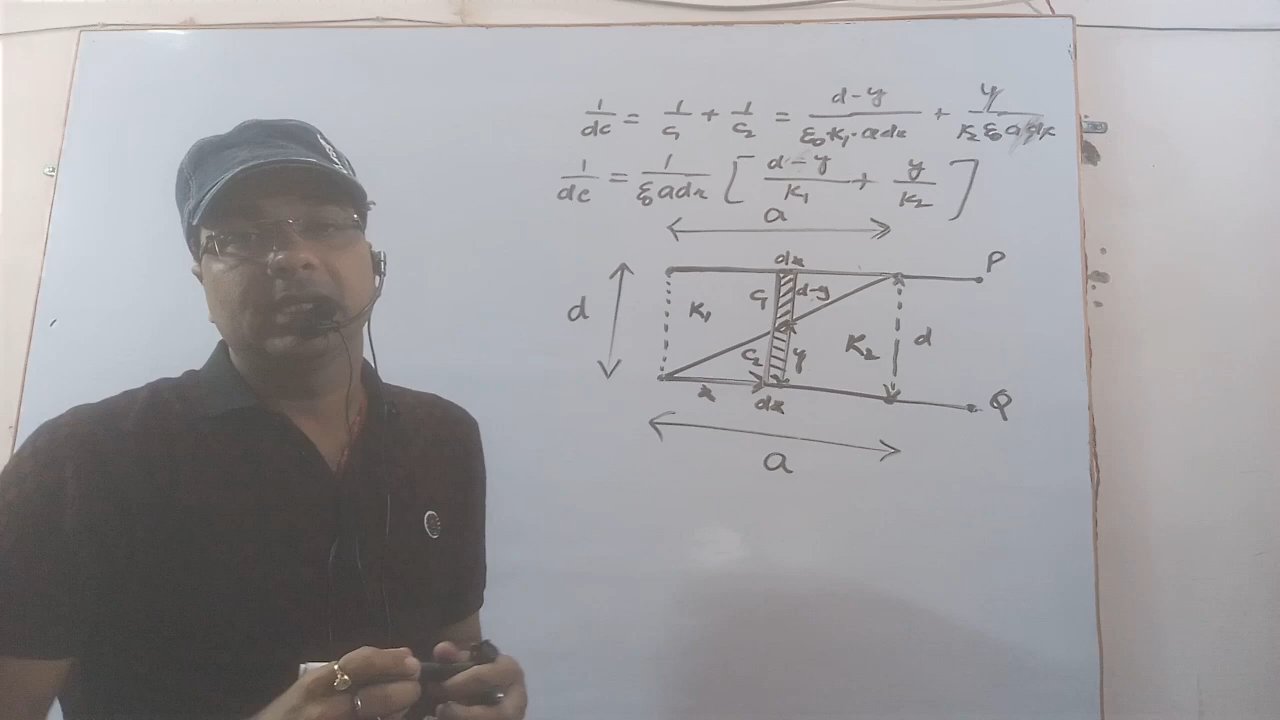 1/dc = 1/C₁ + 1/C₂ = d-y/ε₀K₁·adx + y/K₂ε₀adx
1/dc = 1/ε₀adx [d-y/K₁ + y/K₂]
a
dx P
d K₁ C₁ d-y
K₂ d
C₂ y
x dx Q
a